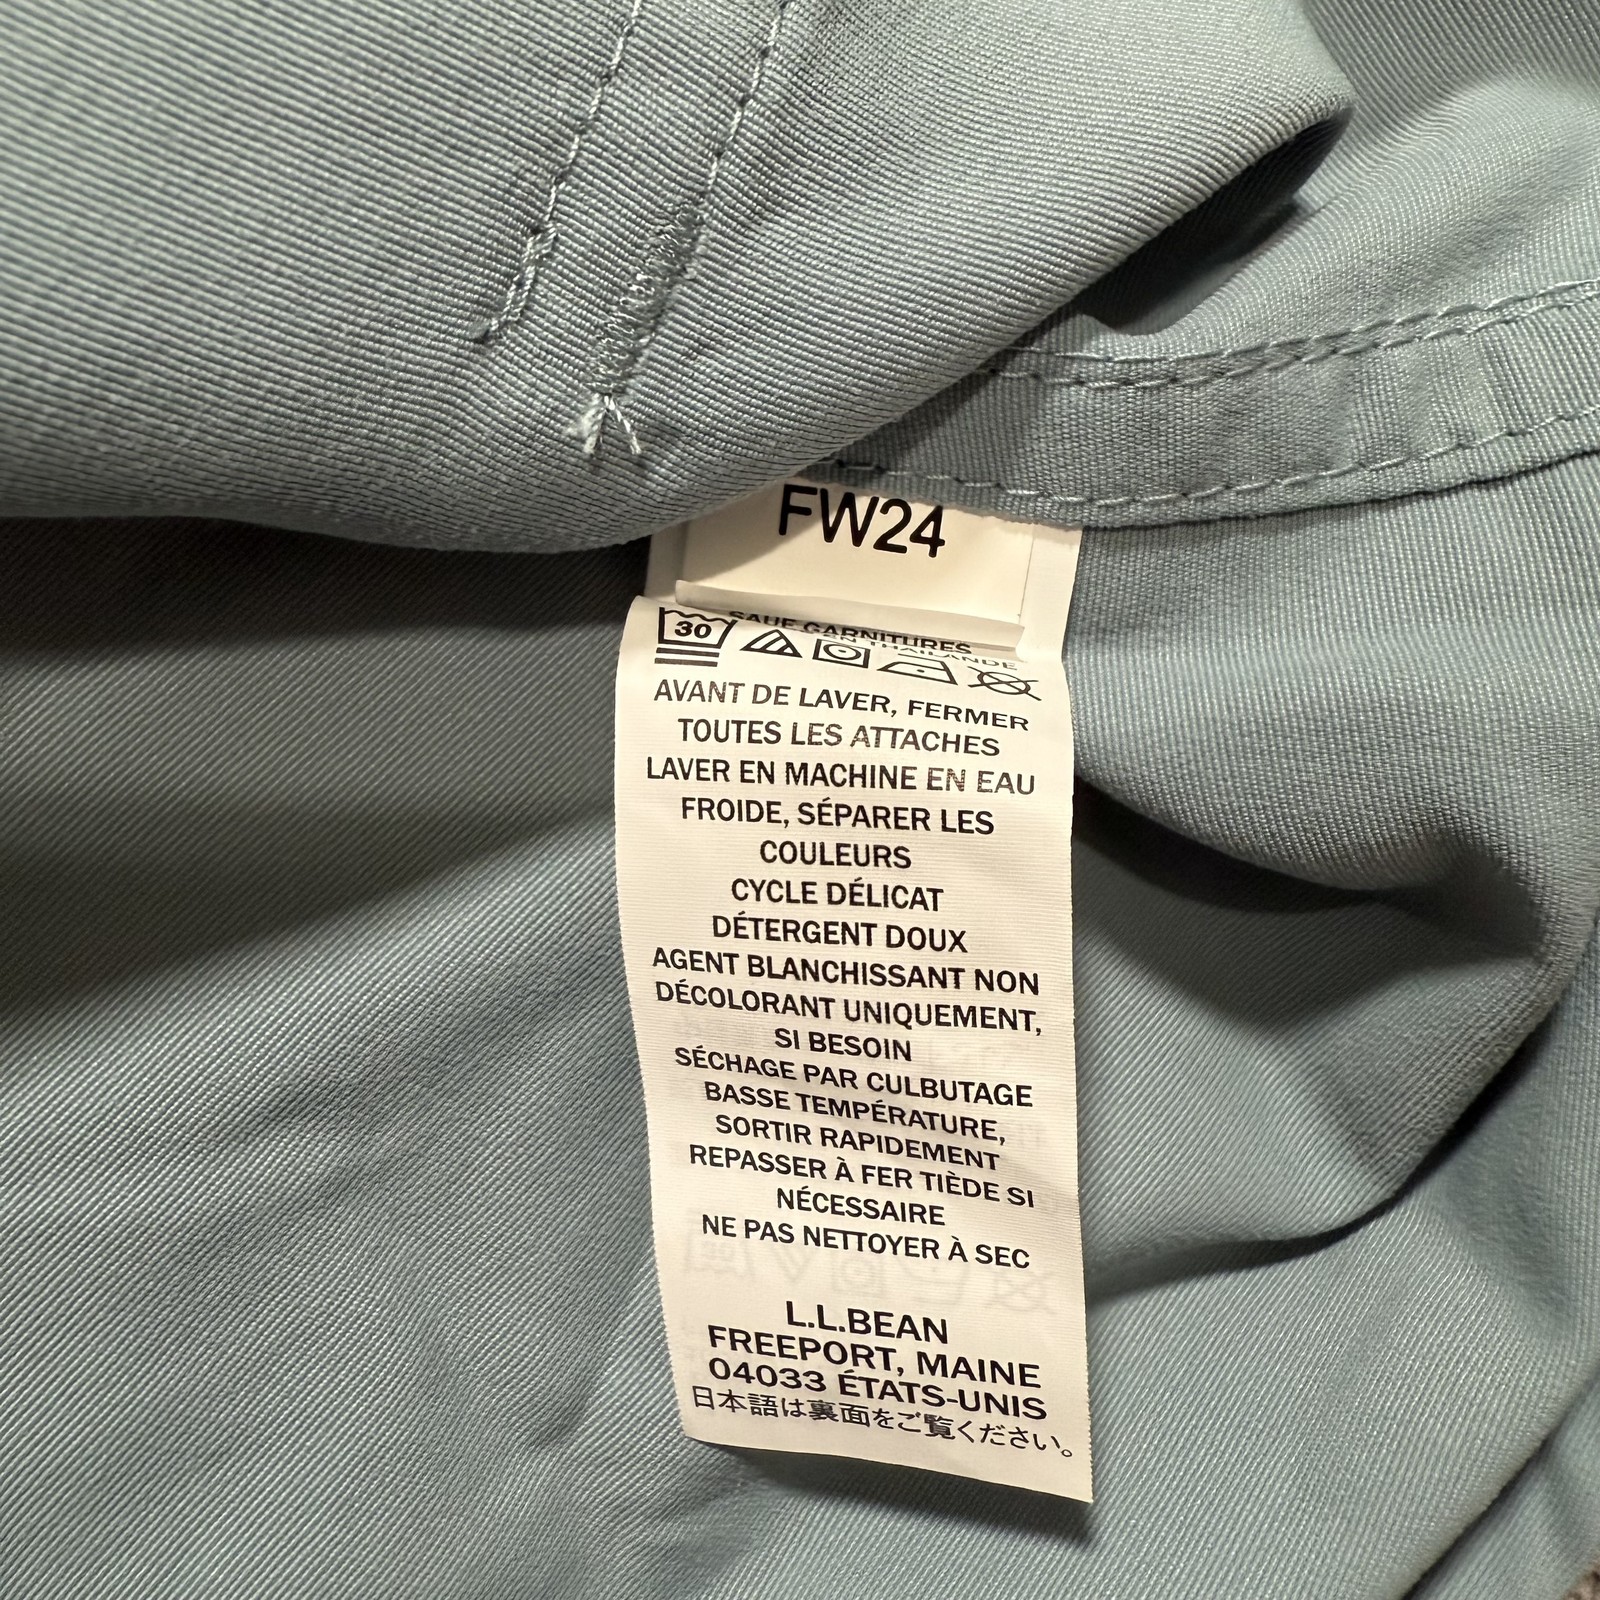 FW24
SAUF GARNITURES
EN THAÏLANDE
30
AVANT DE LAVER, FERMER
TOUTES LES ATTACHES
LAVER EN MACHINE EN EAU
FROIDE, SÉPARER LES
COULEURS
CYCLE DÉLICAT
DÉTERGENT DOUX
AGENT BLANCHISSANT NON
DÉCOLORANT UNIQUEMENT,
SI BESOIN
SÉCHAGE PAR CULBUTAGE
BASSE TEMPÉRATURE,
SORTIR RAPIDEMENT
REPASSER À FER TIÈDE SI
NÉCESSAIRE
NE PAS NETTOYER À SEC
L.L.BEAN
FREEPORT, MAINE
04033 ÉTATS-UNIS
日本語は裏面をご覧ください。